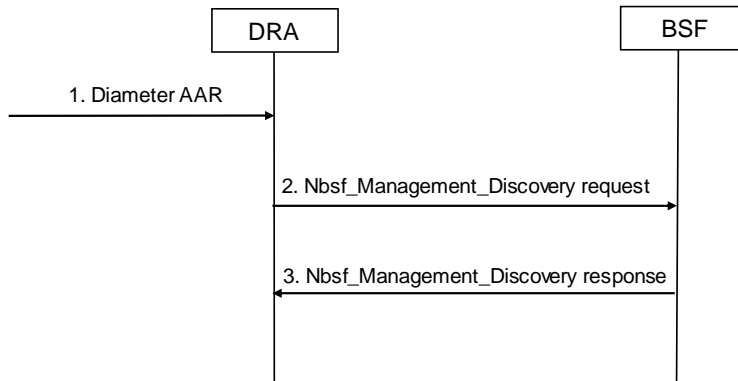 DRA
BSF
1. Diameter AAR
2. Nbsf_Management_Discovery request
3. Nbsf_Management_Discovery response